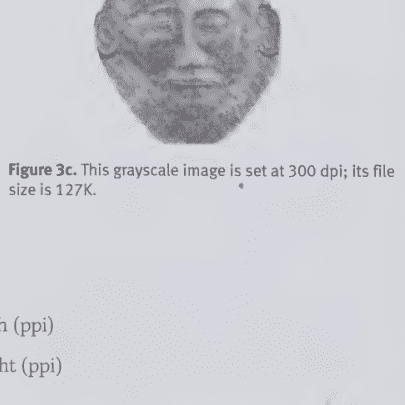 Figure 3c. This grayscale image is set at 300 dpi; its file
size is 127K.
h (ppi)
ht (ppi)